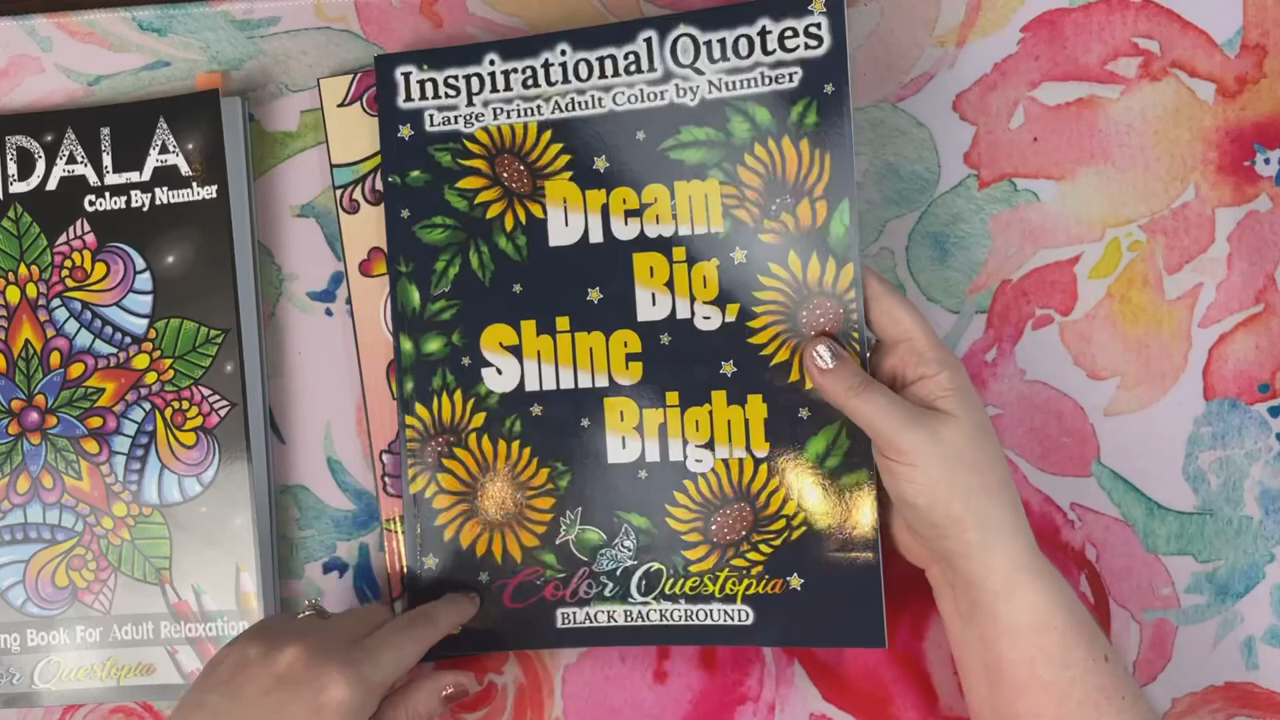 Inspirational Quotes
Large Print Adult Color by Number
Dream
Big,
Shine
Bright
Color Questopia
BLACK BACKGROUND
DALA
Color By Number
ng Book For Adult Relaxation
or Questopia